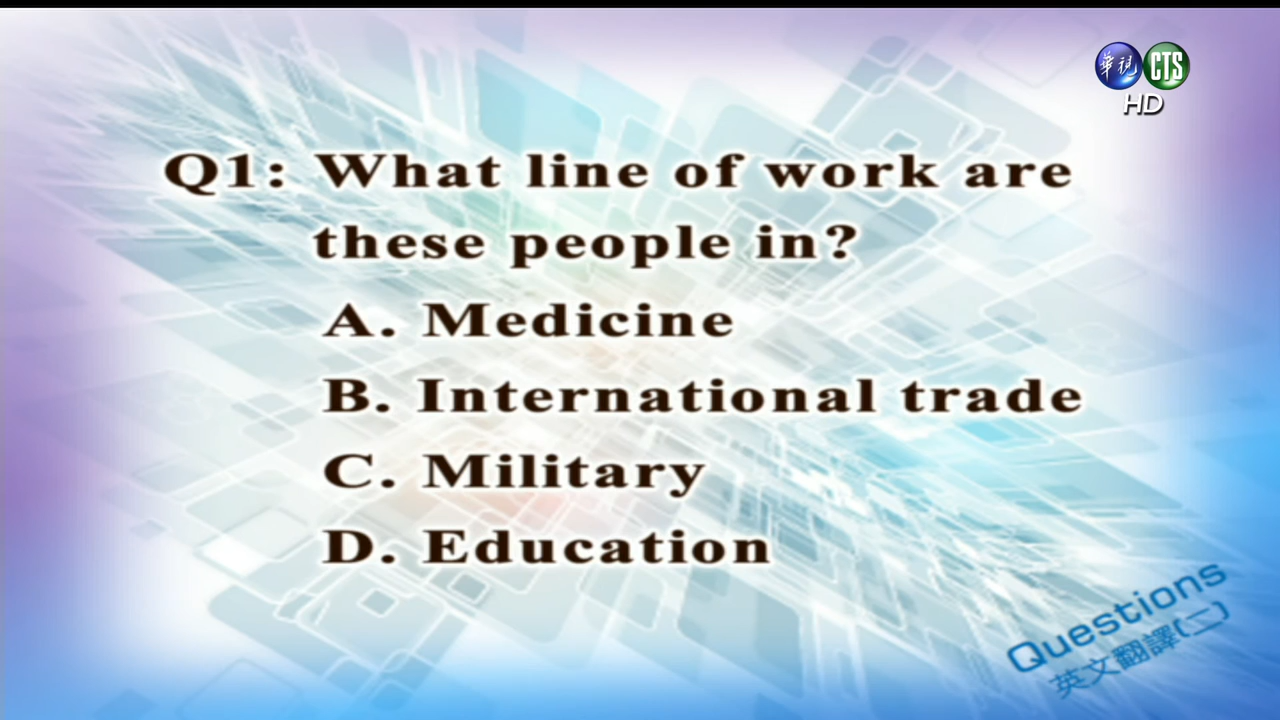 華視 CTS
HD
Q1: What line of work are
these people in?
A. Medicine
B. International trade
C. Military
D. Education
Questions
英文翻譯(二)